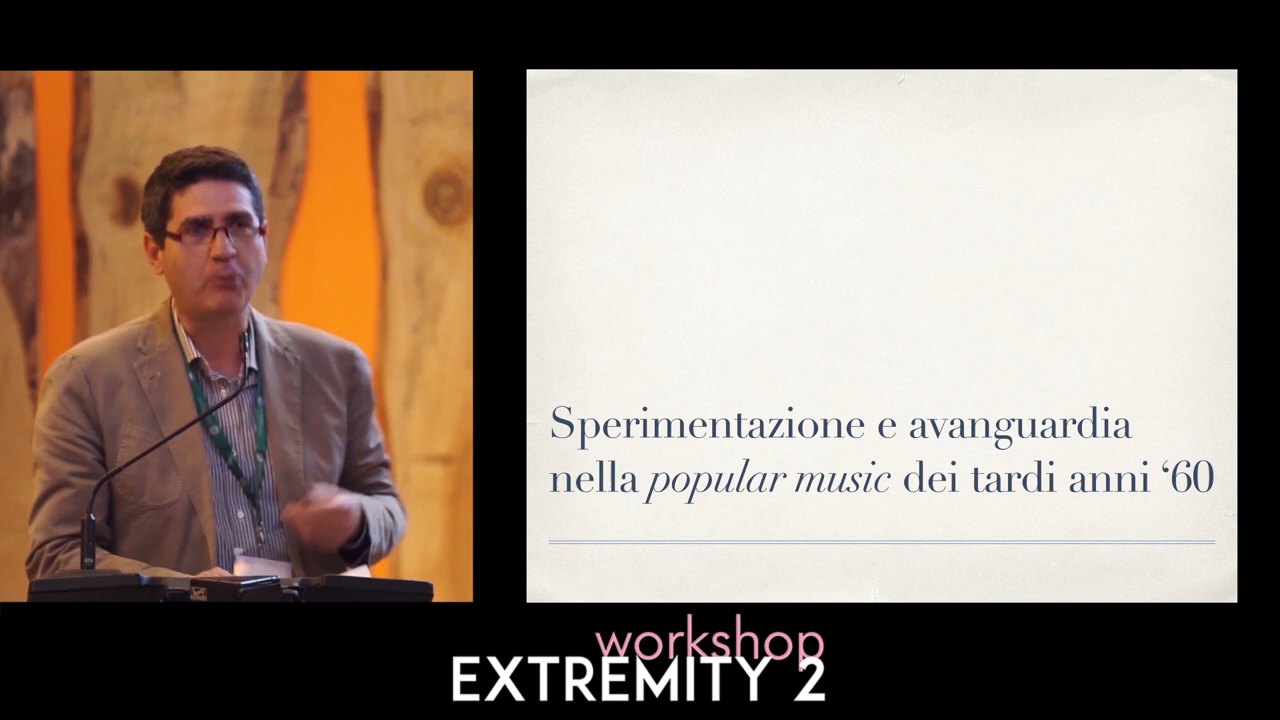 Sperimentazione e avanguardia
nella popular music dei tardi anni ‘60
workshop
EXTREMITY 2